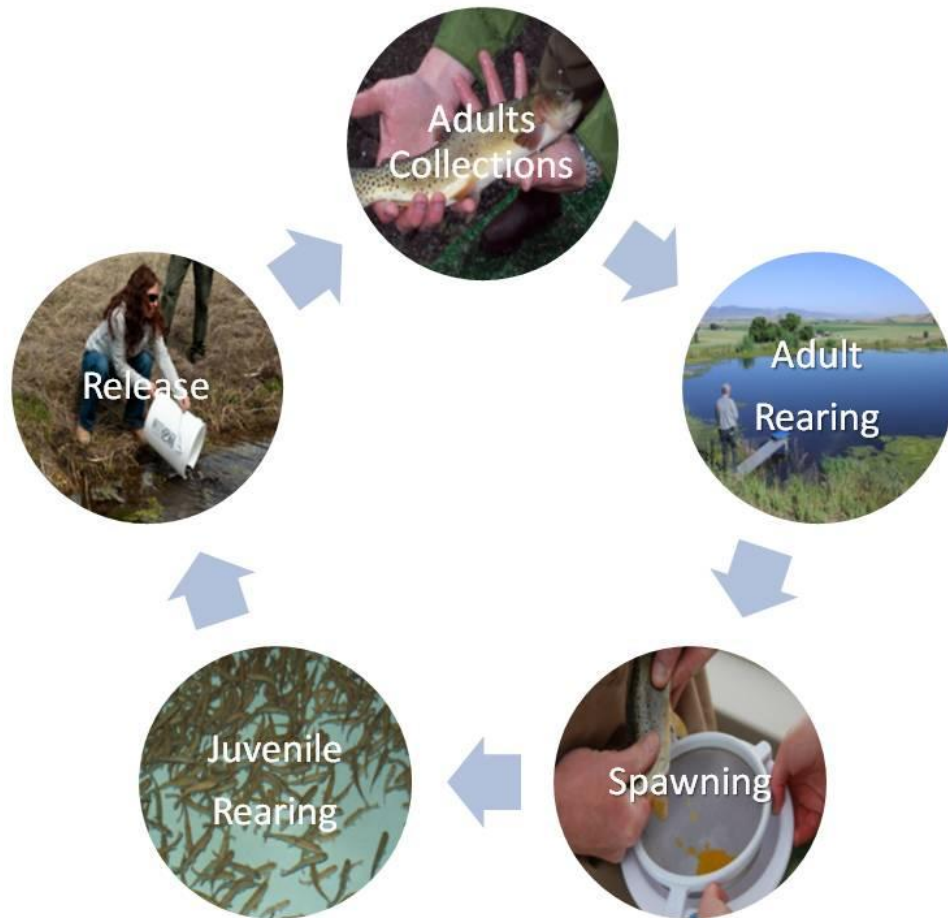 Adults
Collections
Adult
Rearing
Spawning
Juvenile
Rearing
Release